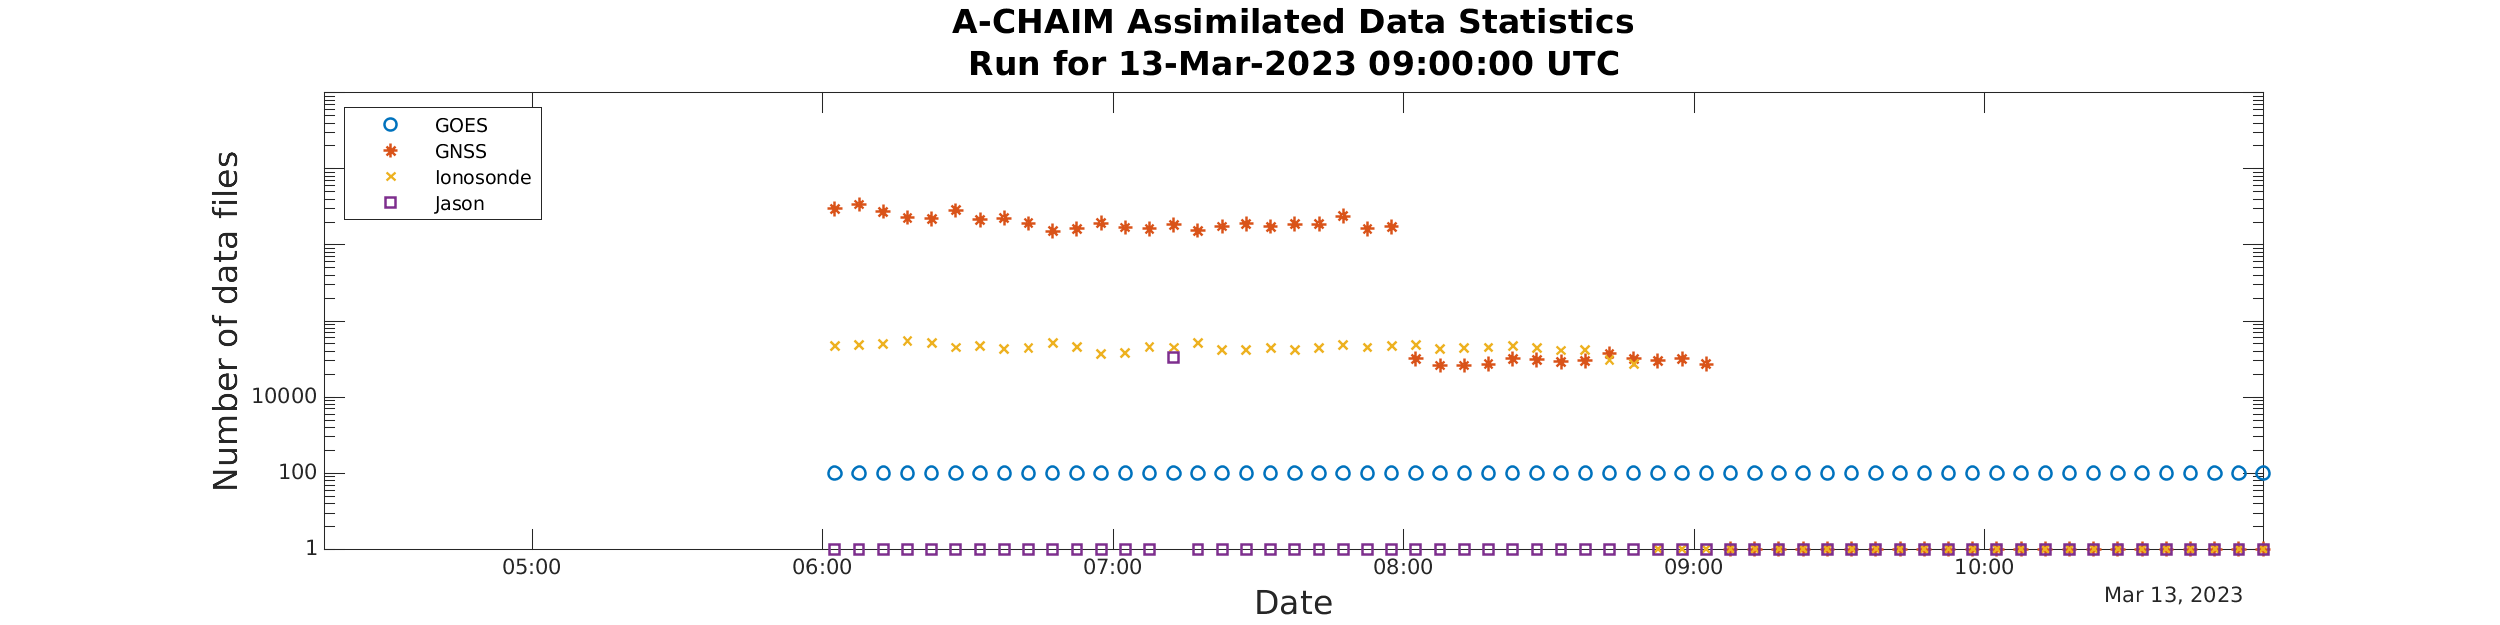 A-CHAIM Assimilated Data Statistics
Run for 13-Mar-2023 09:00:00 UTC
GOES
GNSS
Ionosonde
Jason
Number of data files
10000
100
1
05:00 06:00 07:00 08:00 09:00 10:00
Mar 13, 2023
Date